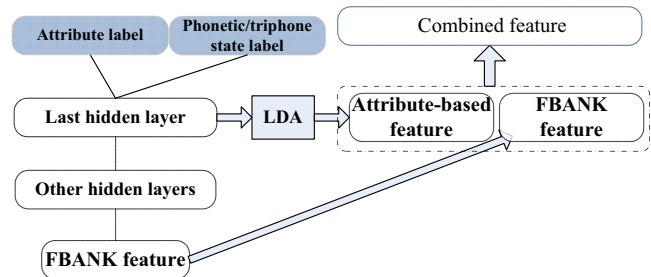 Attribute label
Phonetic/triphone
state label
Combined feature
Last hidden layer
LDA
Attribute-based
feature
FBANK
feature
Other hidden layers
FBANK feature